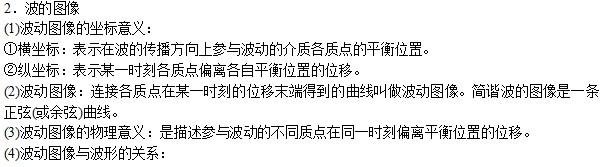 2．波的图像
(1)波动图像的坐标意义：
①横坐标：表示在波的传播方向上参与波动的介质各质点的平衡位置。
②纵坐标：表示某一时刻各质点偏离各自平衡位置的位移。
(2)波动图像：连接各质点在某一时刻的位移末端得到的曲线叫做波动图像。简谐波的图像是一条
正弦(或余弦)曲线。
(3)波动图像的物理意义：是描述参与波动的不同质点在同一时刻偏离平衡位置的位移。
(4)波动图像与波形的关系：